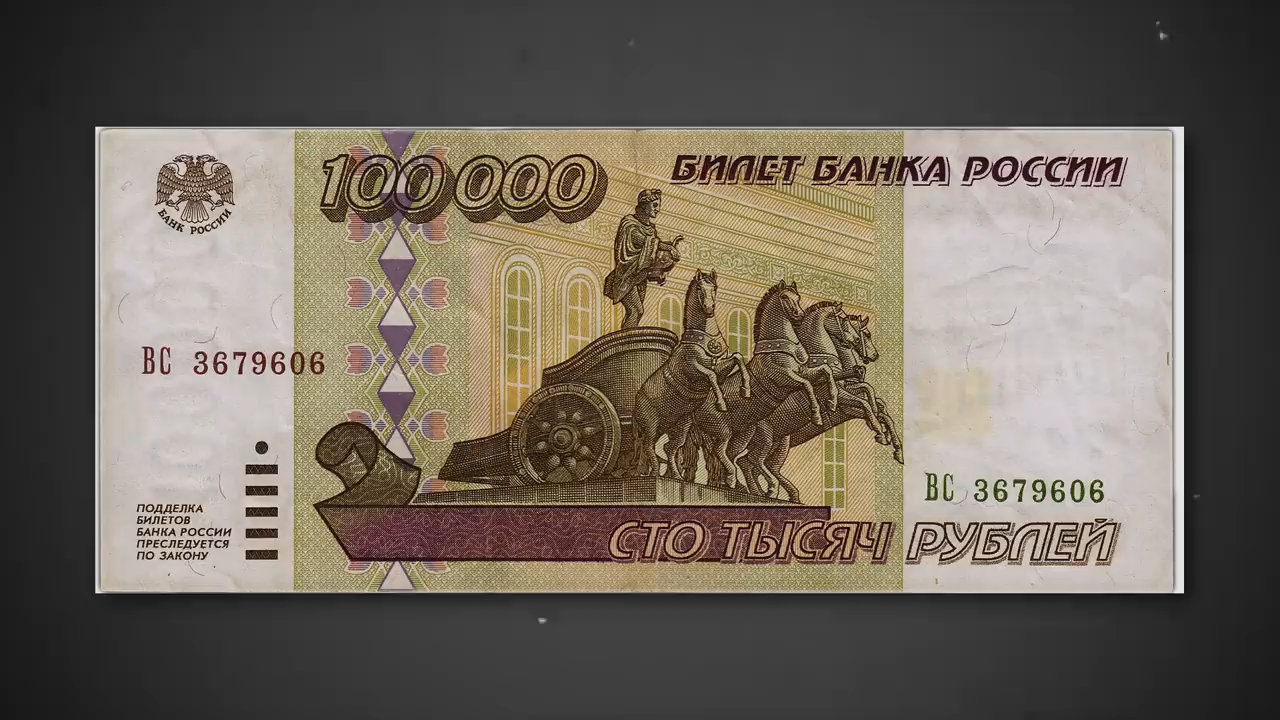 100 000
БИЛЕТ БАНКА РОССИИ
БАНК РОССИИ
ВС 3679606
ВС 3679606
ПОДДЕЛКА
БИЛЕТОВ
БАНКА РОССИИ
ПРЕСЛЕДУЕТСЯ
ПО ЗАКОНУ
СТО ТЫСЯЧ РУБЛЕЙ